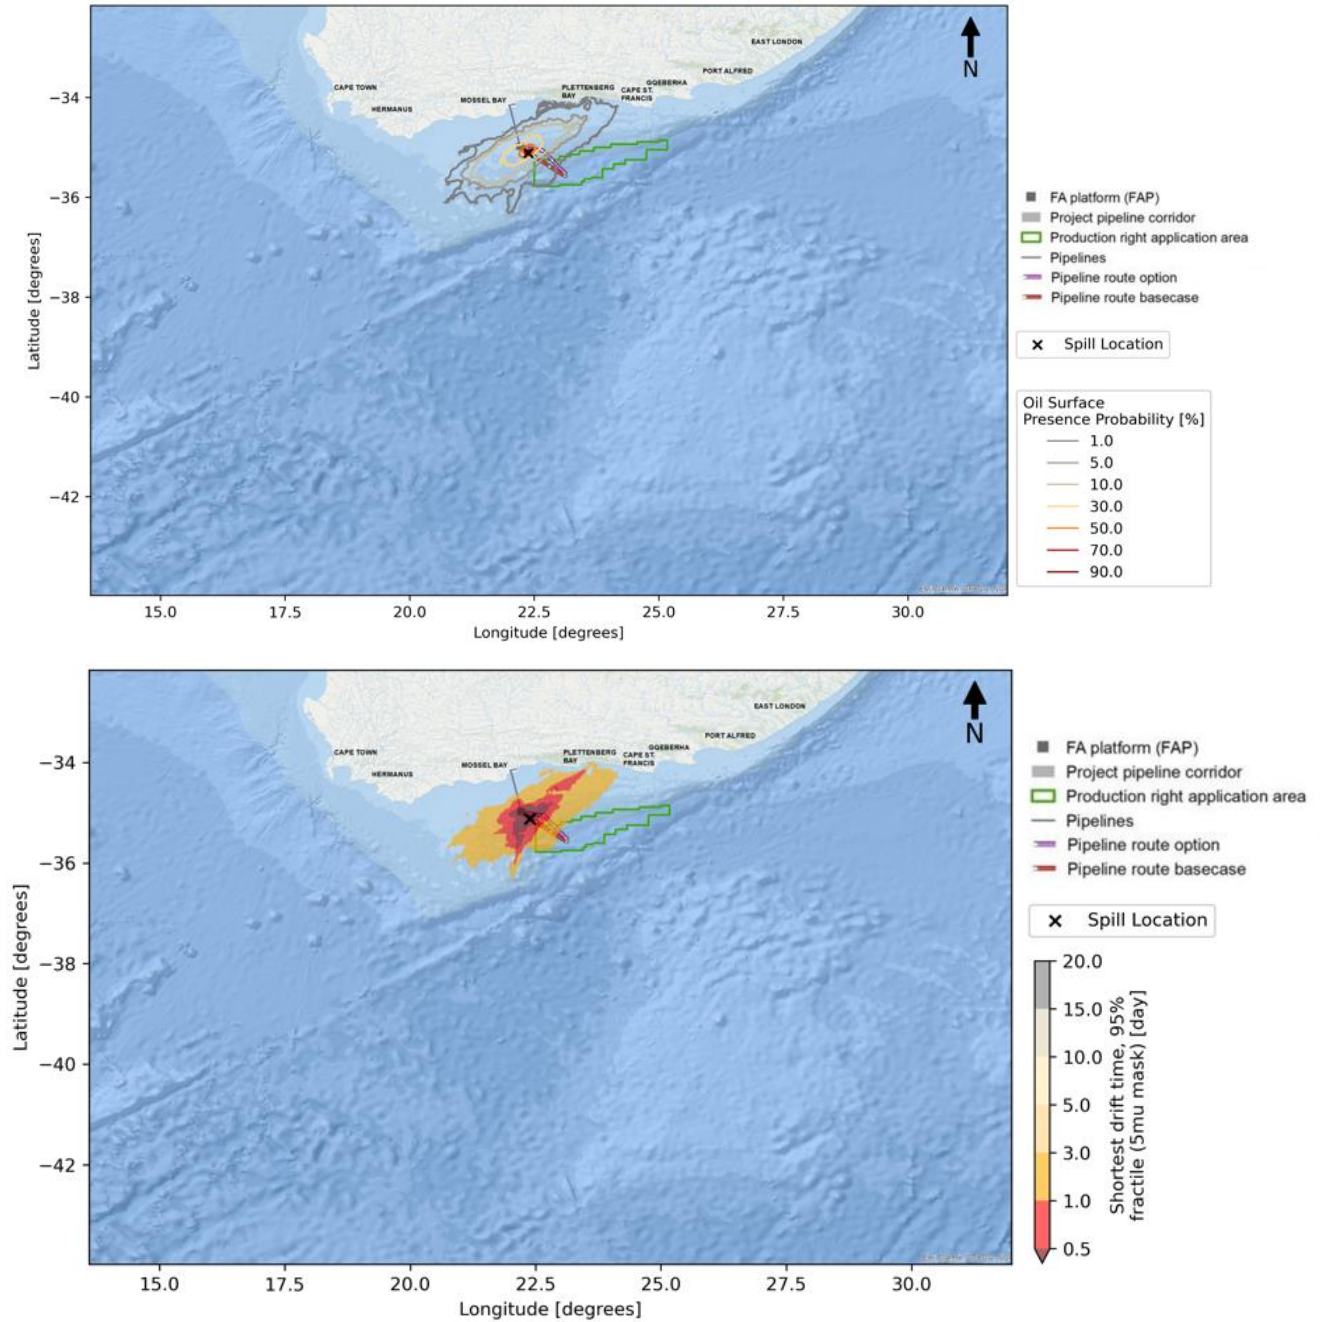 EAST LONDON
N
PORT ALFRED
GQEBERHA
CAPE TOWN
PLETTENBERG
BAY
CAPE ST.
FRANCIS
MOSSEL BAY
HERMANUS
−34
−36
−38
−40
−42
Latitude [degrees]
15.0 17.5 20.0 22.5 25.0 27.5 30.0
Longitude [degrees]
FA platform (FAP)
Project pipeline corridor
Production right application area
Pipelines
Pipeline route option
Pipeline route basecase
Spill Location
Oil Surface
Presence Probability [%]
1.0
5.0
10.0
30.0
50.0
70.0
90.0
EAST LONDON
N
PORT ALFRED
GQEBERHA
CAPE TOWN
PLETTENBERG
BAY
CAPE ST.
FRANCIS
MOSSEL BAY
HERMANUS
−34
−36
−38
−40
−42
Latitude [degrees]
15.0 17.5 20.0 22.5 25.0 27.5 30.0
Longitude [degrees]
FA platform (FAP)
Project pipeline corridor
Production right application area
Pipelines
Pipeline route option
Pipeline route basecase
Spill Location
20.0
15.0
10.0
5.0
3.0
1.0
0.5
Shortest drift time, 95%
fractile (5mu mask) [day]